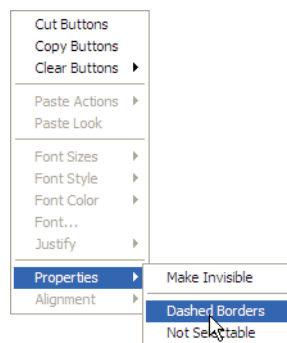 Cut Buttons
Copy Buttons
Clear Buttons
Paste Actions
Paste Look
Font Sizes
Font Style
Font Color
Font...
Justify
Properties
Alignment
Make Invisible
Dashed Borders
Not Selectable